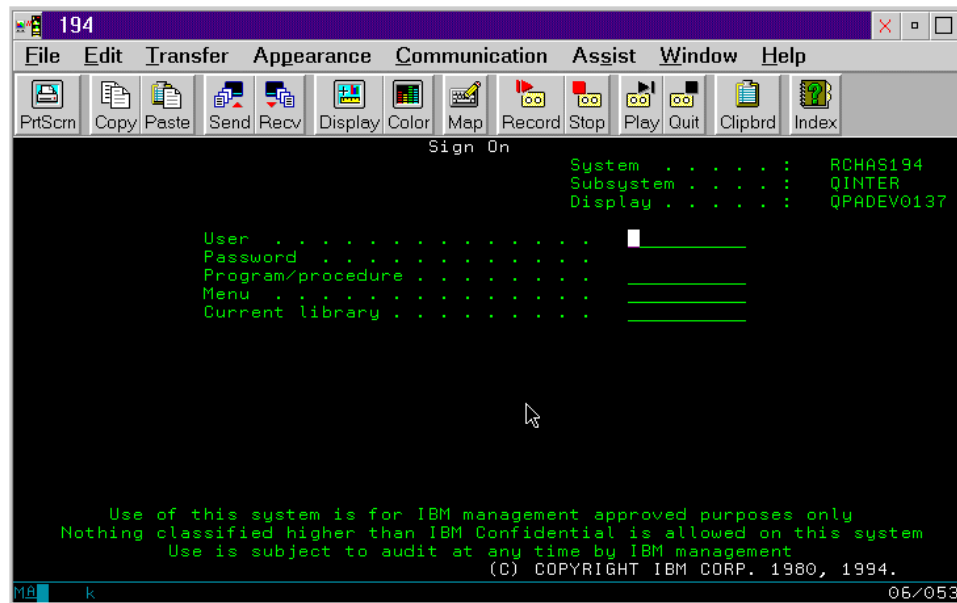 194
File Edit Transfer Appearance Communication Assist Window Help
PrtScrn Copy Paste Send Recv Display Color Map Record Stop Play Quit Clipbrd Index
Sign On
System . . . . . : RCHAS194
Subsystem . . . . : QINTER
Display . . . . . : QPADEV0137
User . . . . . . . . . . . . . .
Password . . . . . . . . . . . .
Program/procedure . . . . . . . .
Menu . . . . . . . . . . . . . .
Current library . . . . . . . . .
Use of this system is for IBM management approved purposes only
Nothing classified higher than IBM Confidential is allowed on this system
Use is subject to audit at any time by IBM management
(C) COPYRIGHT IBM CORP. 1980, 1994.
MA k 06/053